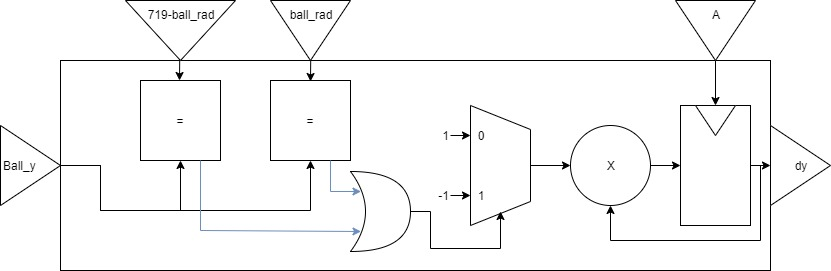 719-ball_rad
ball_rad
A
=
=
1
0
Ball_y
X
dy
-1
1